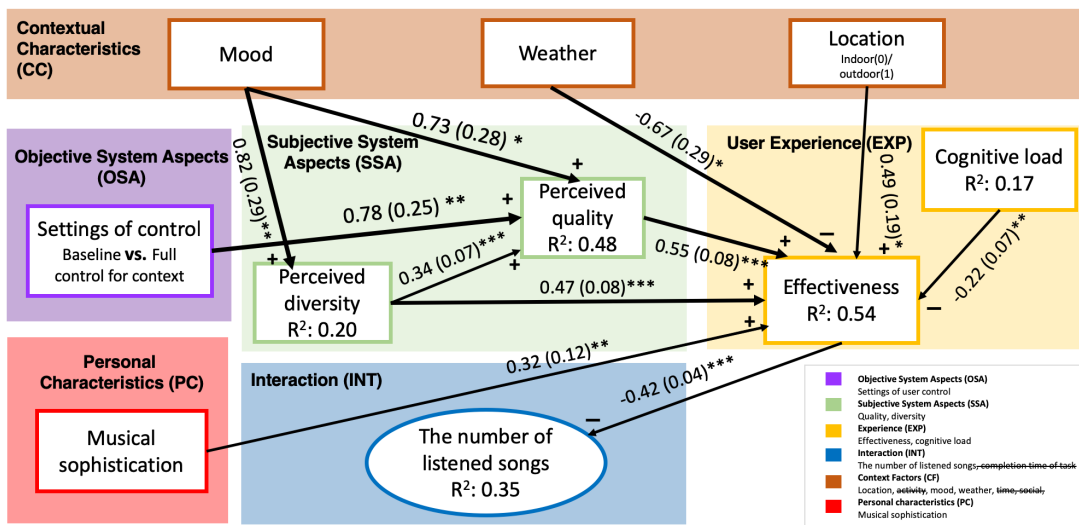 Contextual
Characteristics
(CC)
Mood
Weather
Location
Indoor(0)/
outdoor(1)
Objective System Aspects
(OSA)
Settings of control
Baseline vs. Full
control for context
0.82 (0.29)**
+
Subjective System
Aspects (SSA)
0.73 (0.28) *
+
0.78 (0.25) **
+
Perceived
quality
R²: 0.48
Perceived
diversity
R²: 0.20
0.34 (0.07)***
+
-0.67 (0.29)*
−
User Experience (EXP)
0.49 (0.19)*
+
Cognitive load
R²: 0.17
0.55 (0.08)***
+
0.47 (0.08)***
+
Effectiveness
R²: 0.54
-0.22 (0.07)**
−
Personal
Characteristics (PC)
Musical
sophistication
0.32 (0.12)**
+
Interaction (INT)
-0.42 (0.04)***
−
The number of
listened songs
R²: 0.35
Objective System Aspects (OSA)
Settings of user control
Subjective System Aspects (SSA)
Quality, diversity
Experience (EXP)
Effectiveness, cognitive load
Interaction (INT)
The number of listened songs, completion time of task
Context Factors (CF)
Location, activity, mood, weather, time, social,
Personal characteristics (PC)
Musical sophistication